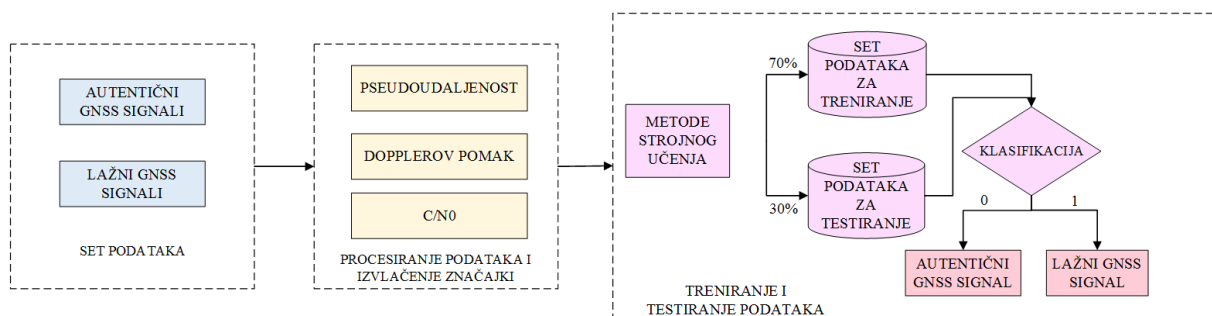 AUTENTIČNI
GNSS SIGNALI
LAŽNI GNSS
SIGNALI
SET PODATAKA
PSEUDOUDALJENOST
DOPPLEROV POMAK
C/N0
PROCESIRANJE PODATAKA I
IZVLAČENJE ZNAČAJKI
METODE
STROJNOG
UČENJA
70%
30%
SET
PODATAKA
ZA
TRENIRANJE
SET
PODATAKA
ZA
TESTIRANJE
KLASIFIKACIJA
0
1
AUTENTIČNI
GNSS SIGNAL
LAŽNI GNSS
SIGNAL
TRENIRANJE I
TESTIRANJE PODATAKA